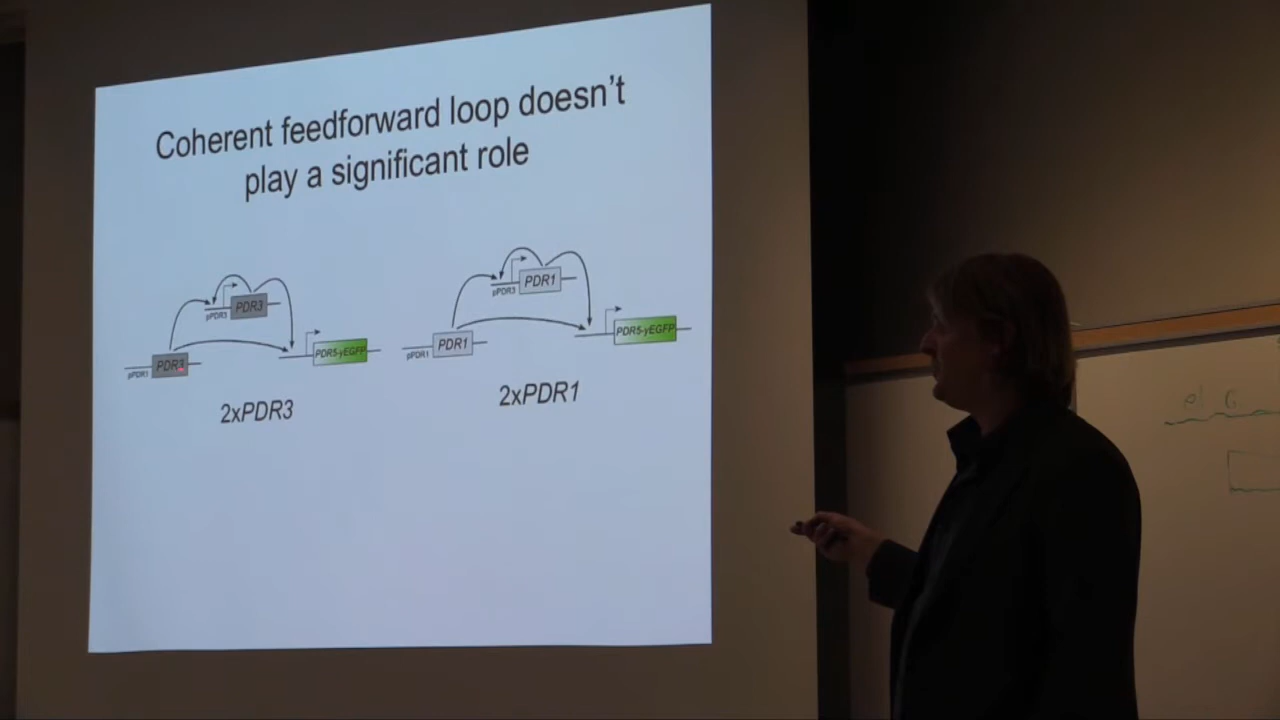 Coherent feedforward loop doesn't
play a significant role
pPDR3 PDR3
pPDR1 PDR3
PDR5-yEGFP
2xPDR3
pPDR3 PDR1
pPDR1 PDR1
PDR5-yEGFP
2xPDR1